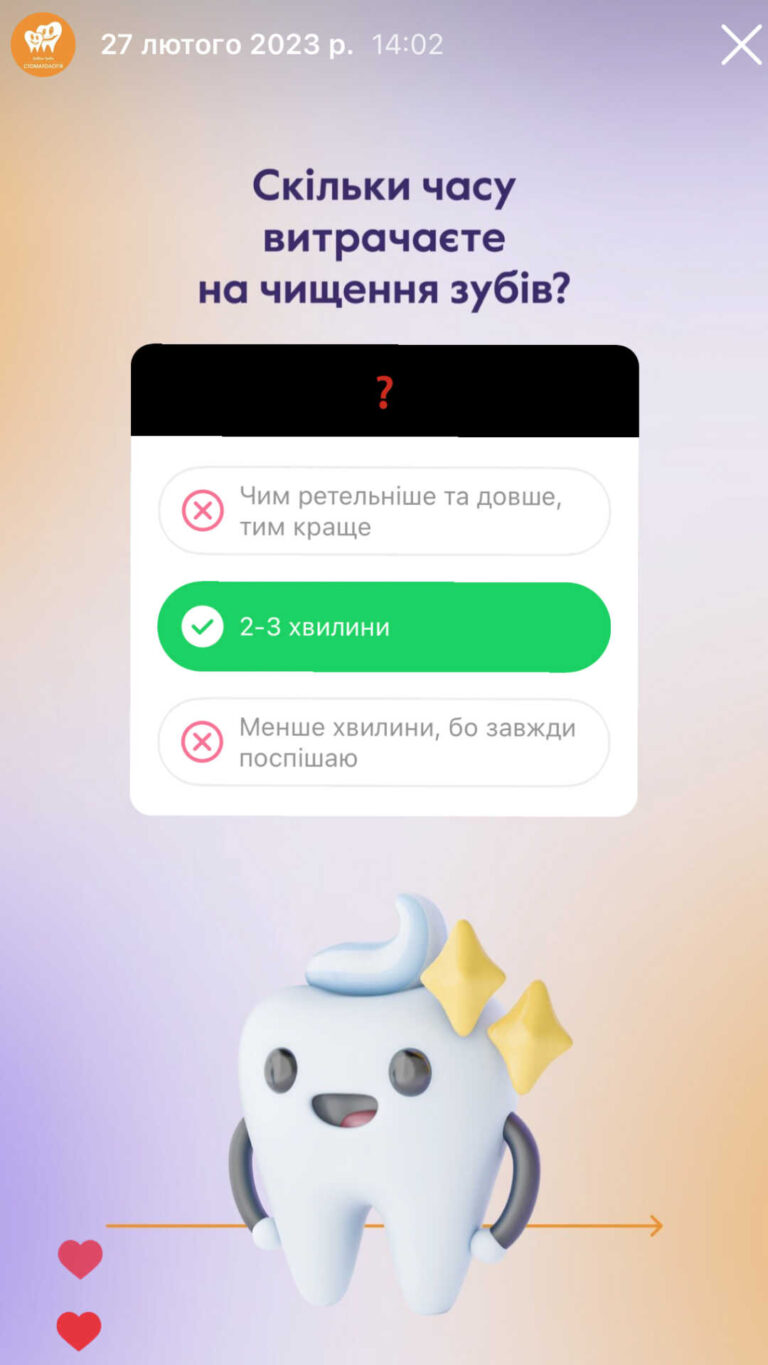 27 лютого 2023 р. 14:02
СТОМАТОЛОГІЯ
Скільки часу
витрачаєте
на чищення зубів?
?
Чим ретельніше та довше,
тим краще
2-3 хвилини
Менше хвилини, бо завжди
поспішаю